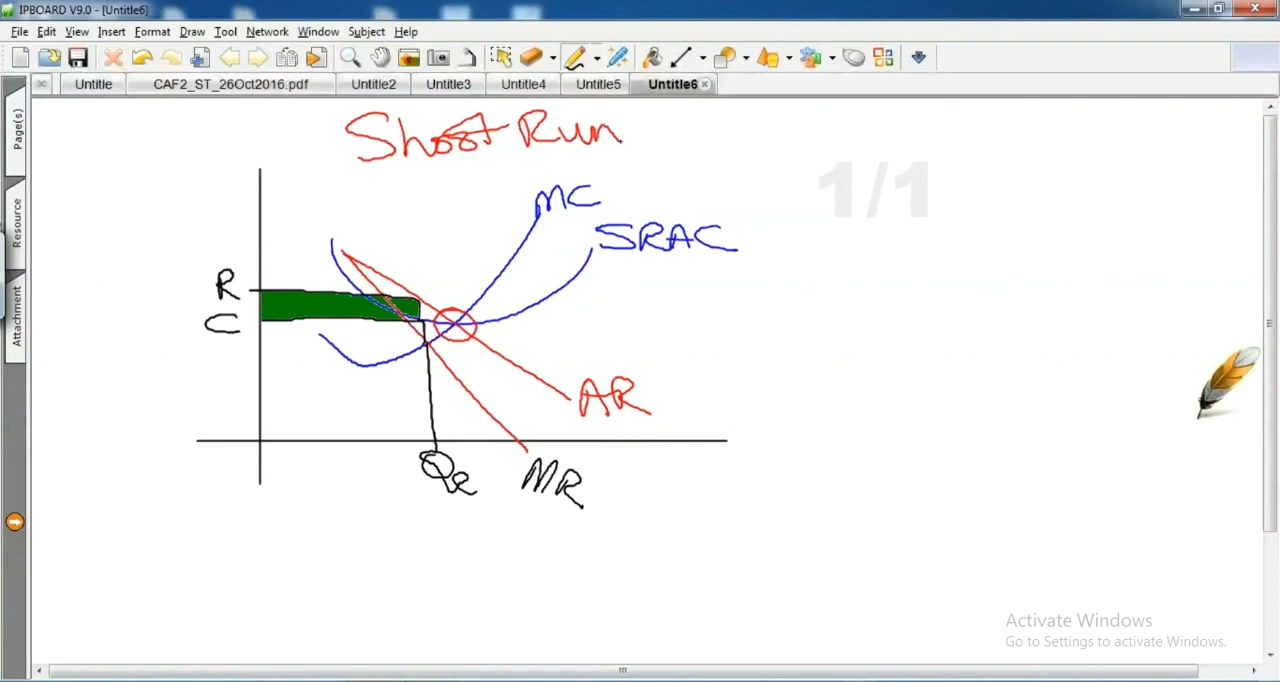 IPBOARD V9.0 - [Untitle6]
File Edit View Insert Format Draw Tool Network Window Subject Help
Untitle CAF2_ST_26Oct2016.pdf Untitle2 Untitle3 Untitle4 Untitle5 Untitle6
Page(s)
Resource
Attachment
Short Run
1/1
MC
SRAC
R
C
AR
QR
MR
Activate Windows
Go to Settings to activate Windows.